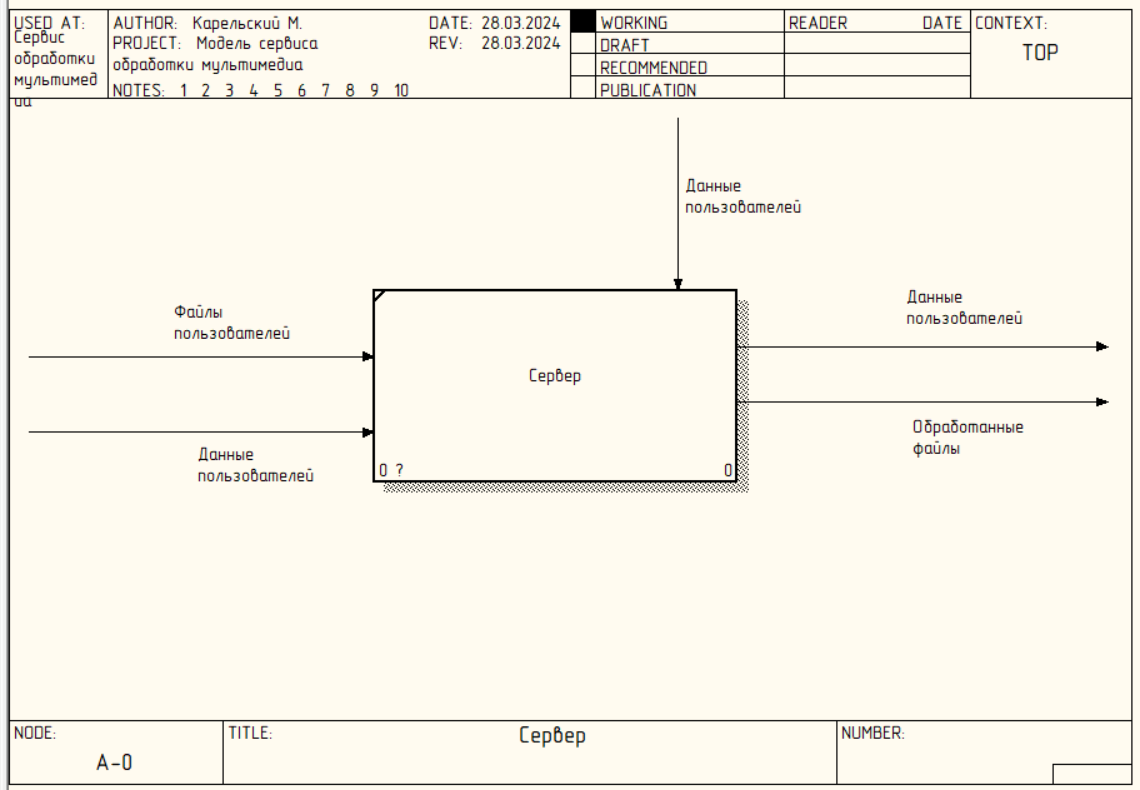 USED AT:
Сервис
обработки
мультимед
иа
AUTHOR: Карельский М.
DATE: 28.03.2024
PROJECT: Модель сервиса
обработки мультимедиа
REV: 28.03.2024
NOTES: 1 2 3 4 5 6 7 8 9 10
WORKING
DRAFT
RECOMMENDED
PUBLICATION
READER DATE
CONTEXT:
TOP
Данные
пользователей
Файлы
пользователей
Данные
пользователей
Сервер
0 ?
0
Данные
пользователей
Обработанные
файлы
NODE:
A-0
TITLE:
Сервер
NUMBER: